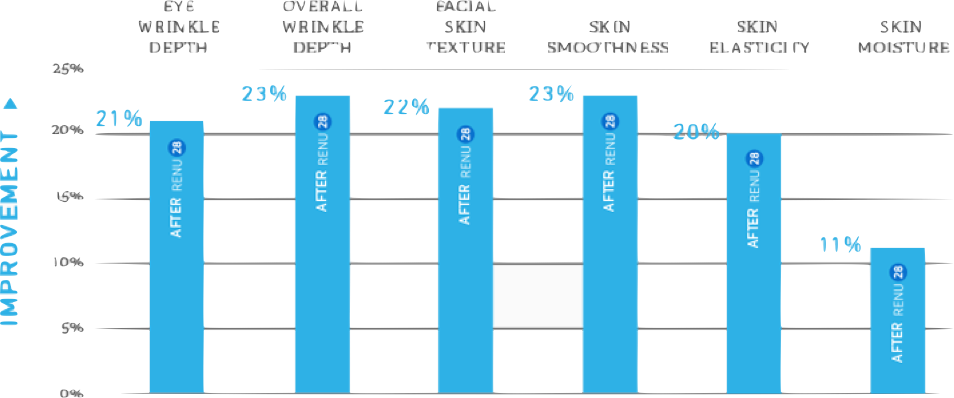 EYE
WRINKLE
DEPTH
OVERALL
WRINKLE
DEPTH
FACIAL
SKIN
TEXTURE
SKIN
SMOOTHNESS
SKIN
ELASTICITY
SKIN
MOISTURE
IMPROVEMENT
25%
20%
15%
10%
5%
0%
21%
AFTER RENU 28
23%
AFTER RENU 28
22%
AFTER RENU 28
23%
AFTER RENU 28
20%
AFTER RENU 28
11%
AFTER RENU 28